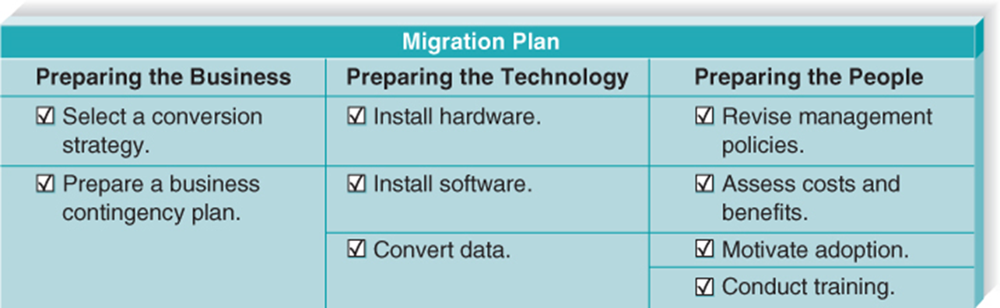 Migration Plan
Preparing the Business
Preparing the Technology
Preparing the People
Select a conversion
strategy.
Install hardware.
Revise management
policies.
Prepare a business
contingency plan.
Install software.
Assess costs and
benefits.
Convert data.
Motivate adoption.
Conduct training.